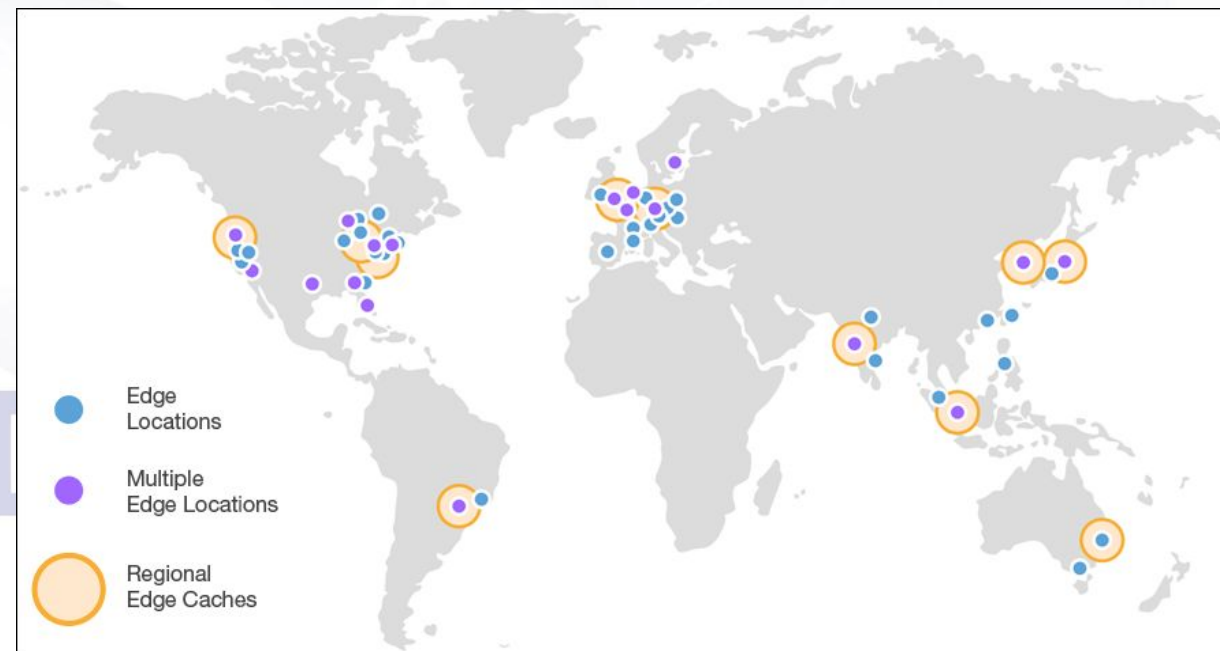 Edge
Locations
Multiple
Edge Locations
Regional
Edge Caches